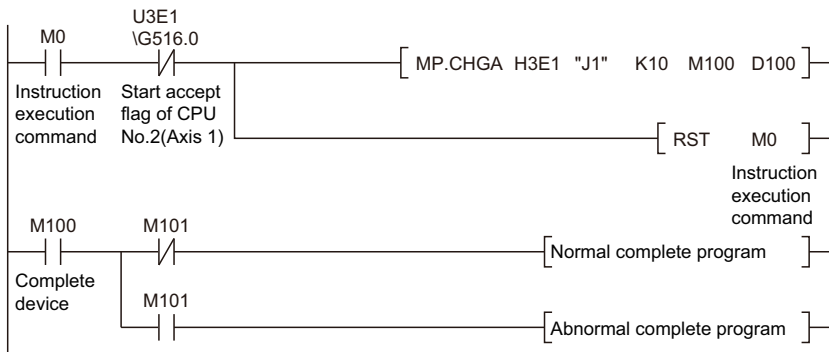 U3E1
\G516.0
M0
MP.CHGA H3E1 "J1" K10 M100 D100
Instruction
execution
command
Start accept
flag of CPU
No.2(Axis 1)
RST M0
Instruction
execution
command
M100
M101
Normal complete program
Complete
device
M101
Abnormal complete program